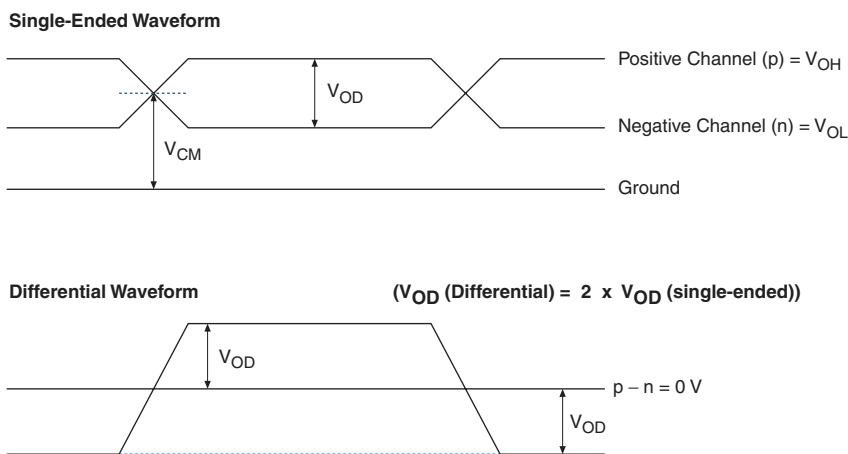 Single-Ended Waveform
Positive Channel (p) = VOH
VOD
Negative Channel (n) = VOL
VCM
Ground
Differential Waveform (VOD (Differential) = 2 x VOD (single-ended))
VOD
p – n = 0 V
VOD